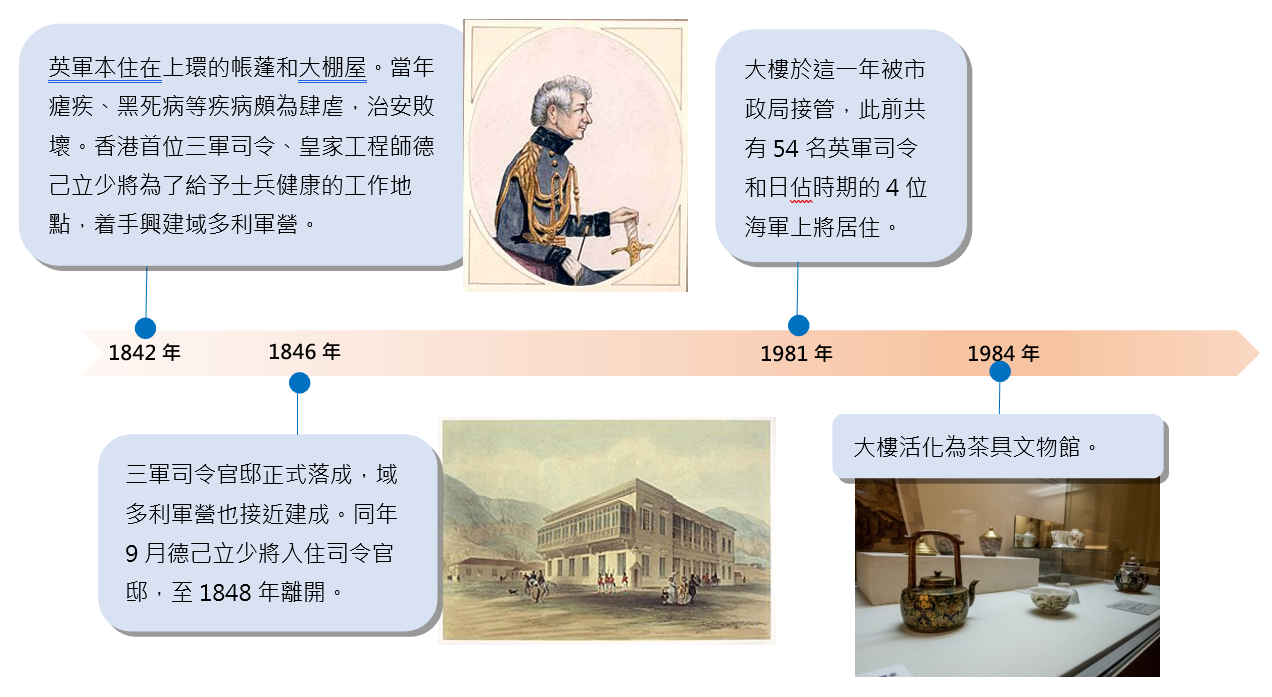 英軍本住在上環的帳蓬和大棚屋。當年
瘧疾、黑死病等疾病頗為肆虐，治安敗
壞。香港首位三軍司令、皇家工程師德
己立少將為了給予士兵健康的工作地
點，着手興建域多利軍營。
大樓於這一年被市
政局接管，此前共
有 54 名英軍司令
和日佔時期的 4 位
海軍上將居住。
1842 年
1846 年
1981 年
1984 年
三軍司令官邸正式落成，域
多利軍營也接近建成。同年
9 月德己立少將入住司令官
邸，至 1848 年離開。
大樓活化為茶具文物館。